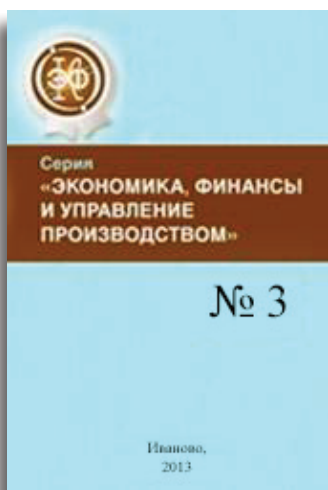 Серия
«ЭКОНОМИКА, ФИНАНСЫ
И УПРАВЛЕНИЕ
ПРОИЗВОДСТВОМ»
№ 3
Иваново,
2013